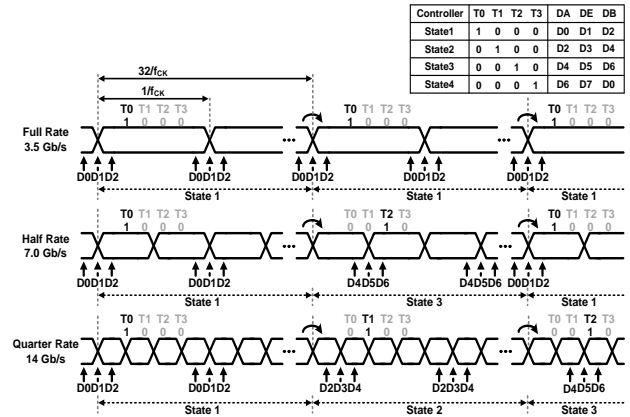 Controller T0 T1 T2 T3 DA DE DB
State1 1 0 0 0 D0 D1 D2
State2 0 1 0 0 D2 D3 D4
State3 0 0 1 0 D4 D5 D6
State4 0 0 0 1 D6 D7 D0
32/fCK
1/fCK
T0 T1 T2 T3 T0 T1 T2 T3 T0 T1 T2 T3
1 0 0 0 1 0 0 0 1 0 0 0
Full Rate
3.5 Gb/s
... ...
D0D1D2 D0D1D2 D0D1D2 D0D1D2 D0D1D2
State 1 State 1 State 1
T0 T1 T2 T3 T0 T1 T2 T3 T0 T1 T2 T3
1 0 0 0 0 0 1 0 1 0 0 0
Half Rate
7.0 Gb/s
... ...
D0D1D2 D0D1D2 D4D5D6 D4D5D6 D0D1D2
State 1 State 3 State 1
T0 T1 T2 T3 T0 T1 T2 T3 T0 T1 T2 T3
1 0 0 0 0 1 0 0 0 0 1 0
Quarter Rate
14 Gb/s
... ...
D0D1D2 D0D1D2 D2D3D4 D2D3D4 D4D5D6
State 1 State 2 State 3